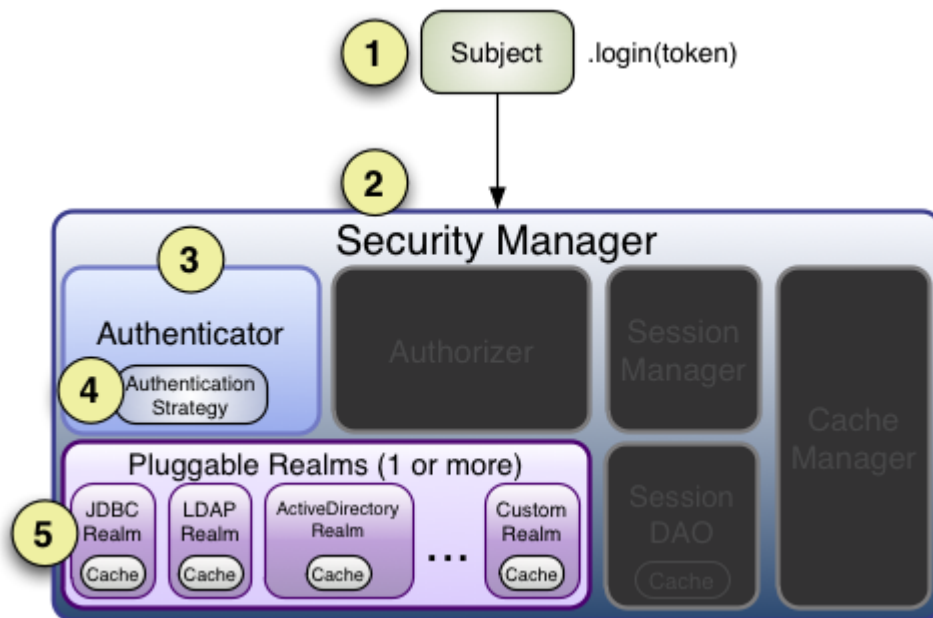 1
Subject
.login(token)
2
Security Manager
3
Authenticator
4
Authentication
Strategy
Authorizer
Session
Manager
Cache
Manager
Pluggable Realms (1 or more)
5
JDBC
Realm
Cache
LDAP
Realm
Cache
ActiveDirectory
Realm
Cache
...
Custom
Realm
Cache
Session
DAO
Cache